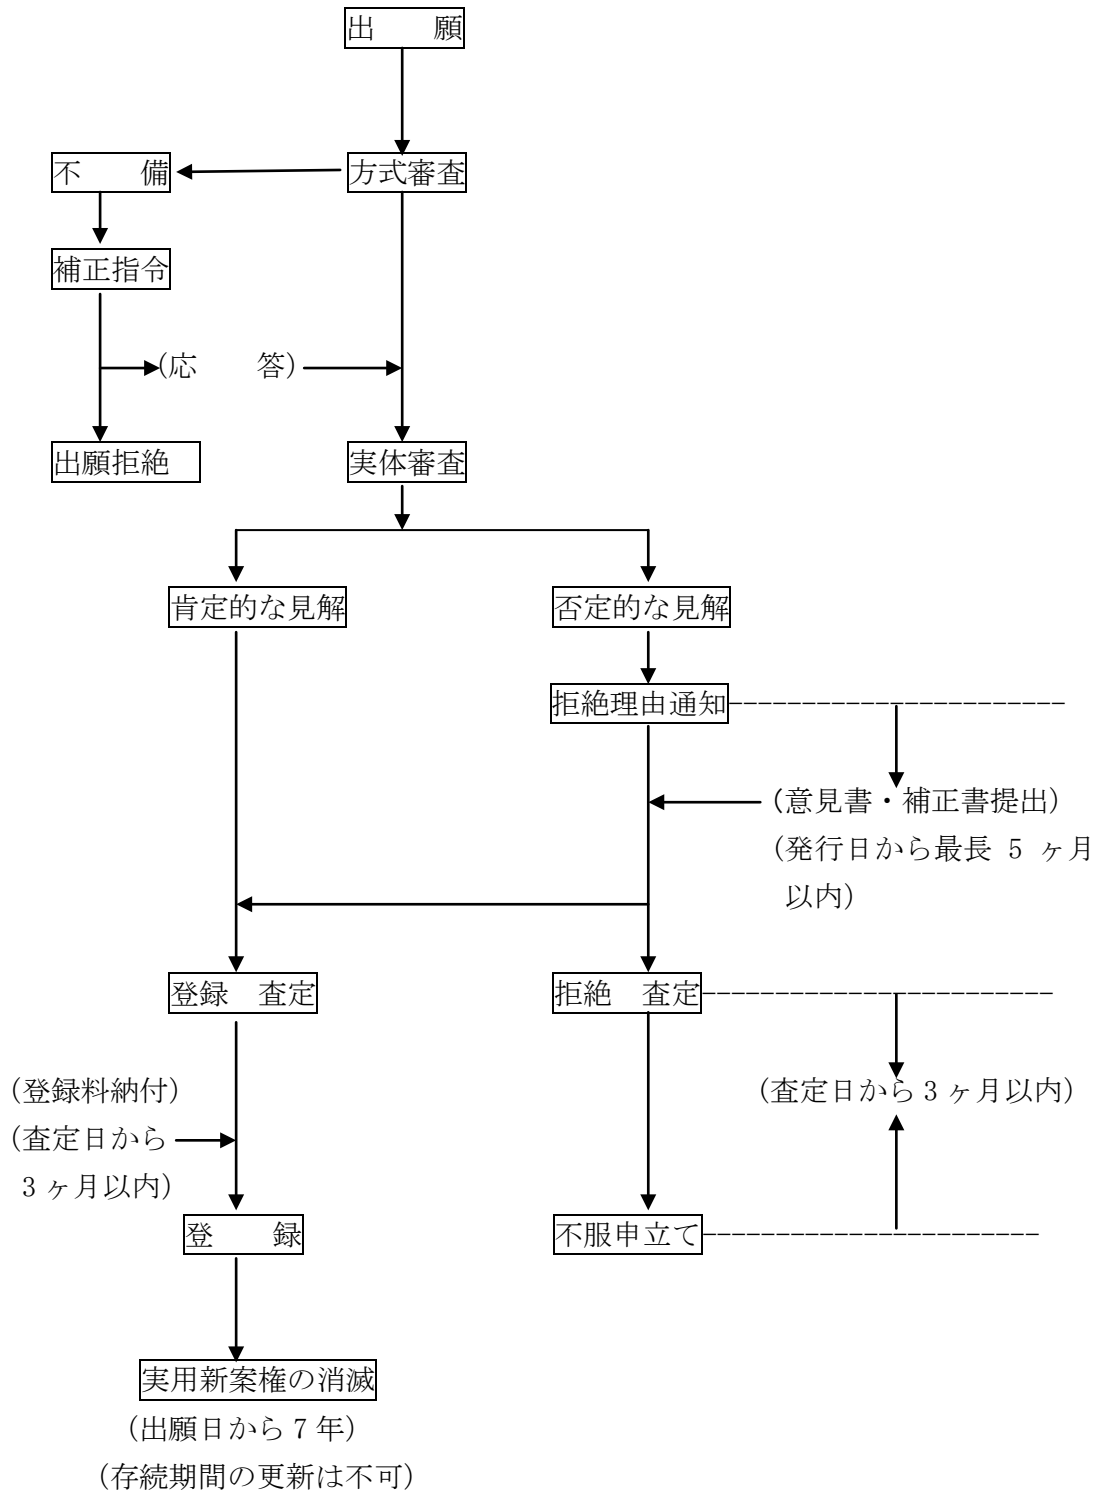 出　　願
不　　備
方式審査
補正指令
(応　　答)
出願拒絶
実体審査
肯定的な見解
否定的な見解
拒絶理由通知
(意見書・補正書提出)
(発行日から最長 5 ヶ月
以内)
登録　査定
拒絶　査定
(登録料納付)
(査定日から
3ヶ月以内)
(査定日から3ヶ月以内)
登　　録
不服申立て
実用新案権の消滅
(出願日から7年)
(存続期間の更新は不可)